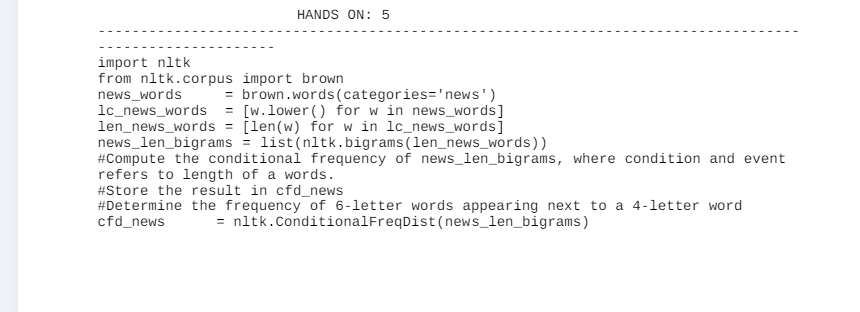 HANDS ON: 5
----------------------------------------------------------------------------------
---------------------
import nltk
from nltk.corpus import brown
news_words     = brown.words(categories='news')
lc_news_words  = [w.lower() for w in news_words]
len_news_words = [len(w) for w in lc_news_words]
news_len_bigrams = list(nltk.bigrams(len_news_words))
#Compute the conditional frequency of news_len_bigrams, where condition and event
refers to length of a words.
#Store the result in cfd_news
#Determine the frequency of 6-letter words appearing next to a 4-letter word
cfd_news      = nltk.ConditionalFreqDist(news_len_bigrams)